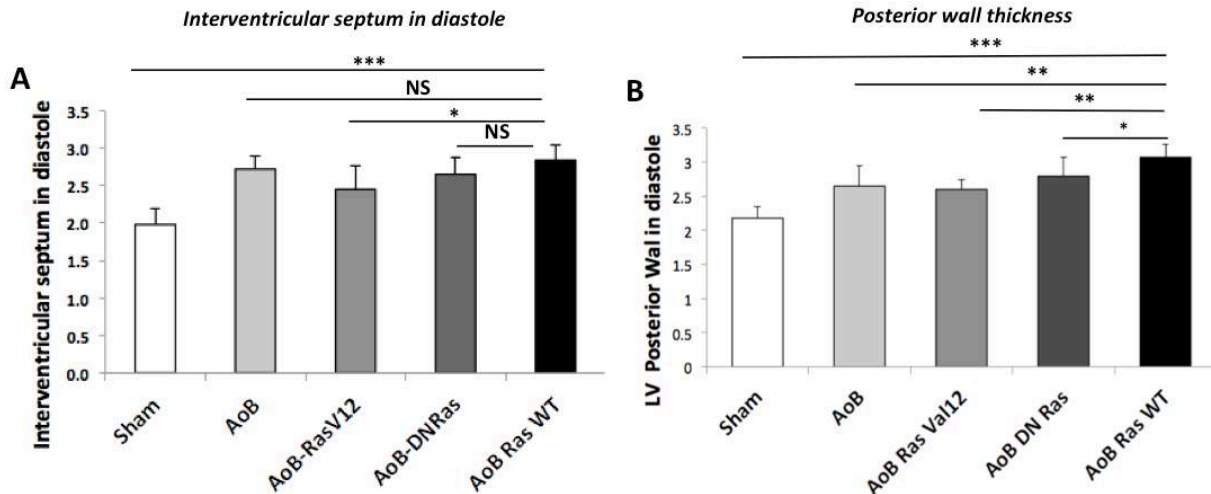 Interventricular septum in diastole
A
***
NS
*
NS
Interventricular septum in diastole
3.5
3.0
2.5
2.0
1.5
1.0
0.5
0.0
Sham
AoB
AoB-RasV12
AoB-DNRas
AoB Ras WT
Posterior wall thickness
B
***
**
**
*
LV Posterior Wal in diastole
3.5
3
2.5
2
1.5
1
0.5
0
Sham
AoB
AoB Ras Val12
AoB DN Ras
AoB Ras WT